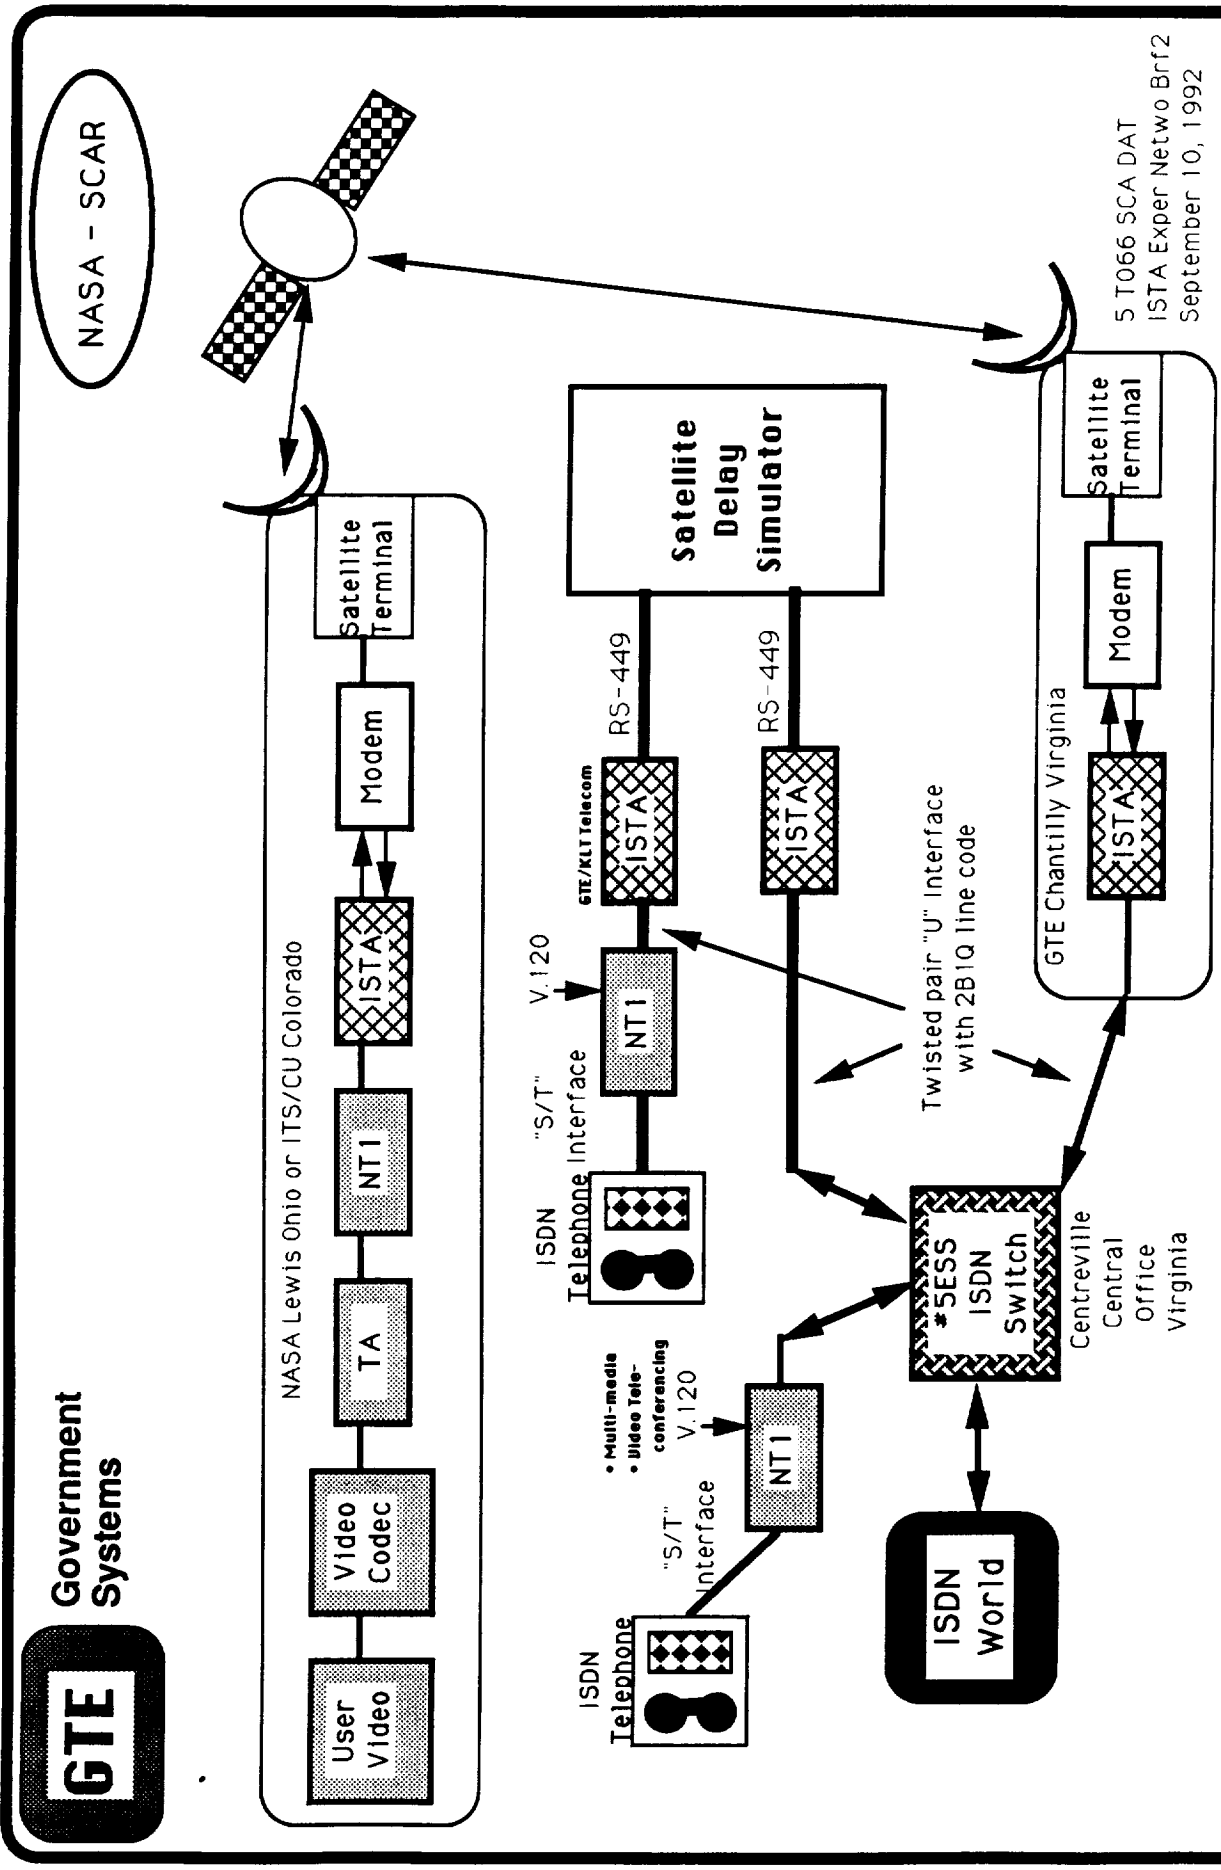 GTE
Government
Systems
NASA - SCAR
NASA Lewis Ohio or ITS/CU Colorado
User
Video
Video
Codec
TA
NT1
ISTA
Modem
Satellite
Terminal
ISDN
Telephone
"S/T"
Interface
V.120
NT1
GTE/KLT Telecom
ISTA
RS-449
Satellite
Delay
Simulator
• Multi-media
• Video Tele-
conferencing
V.120
ISDN
Telephone
"S/T"
Interface
NT1
ISTA
RS-449
Twisted pair "U" Interface
with 2B1Q line code
ISDN
World
#5ESS
ISDN
Switch
Centreville
Central
Office
Virginia
GTE Chantilly Virginia
ISTA
Modem
Satellite
Terminal
5 T066 SCA DAT
ISTA Exper Netwo Brf2
September 10, 1992